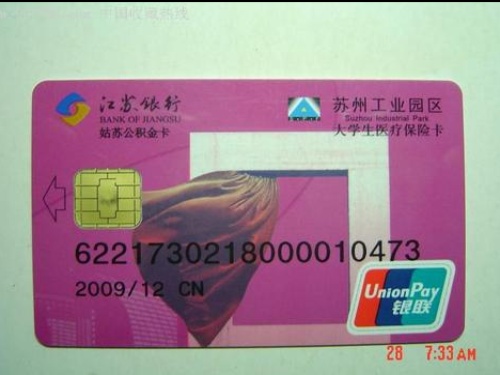 中国收藏热线
江苏银行
BANK OF JIANGSU
姑苏公积金卡
苏州工业园区
Suzhou Industrial Park
大学生医疗保险卡
6221730218000010473
2009/12 CN
UnionPay
银联
28 7:33AM